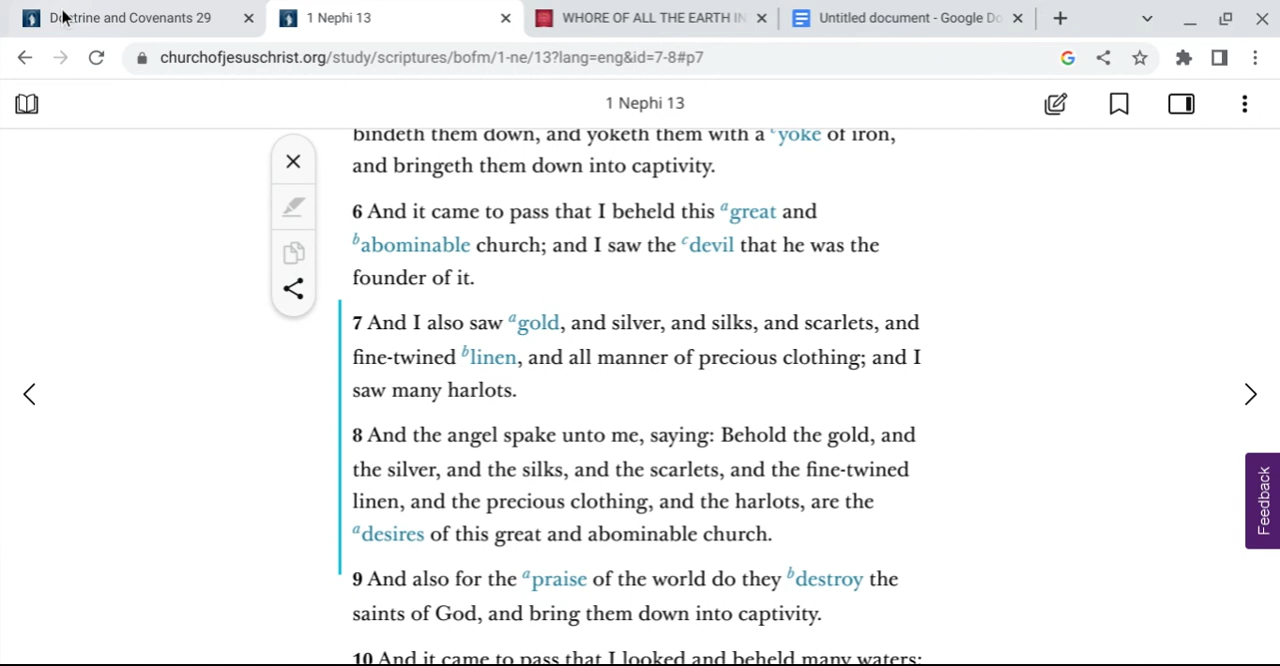 Doctrine and Covenants 29
1 Nephi 13
WHORE OF ALL THE EARTH IN
Untitled document - Google Do
churchofjesuschrist.org/study/scriptures/bofm/1-ne/13?lang=eng&id=7-8#p7
1 Nephi 13
bindeth them down, and yoketh them with a c yoke of iron,
and bringeth them down into captivity.
6 And it came to pass that I beheld this a great and
b abominable church; and I saw the c devil that he was the
founder of it.
7 And I also saw a gold, and silver, and silks, and scarlets, and
fine-twined b linen, and all manner of precious clothing; and I
saw many harlots.
8 And the angel spake unto me, saying: Behold the gold, and
the silver, and the silks, and the scarlets, and the fine-twined
linen, and the precious clothing, and the harlots, are the
a desires of this great and abominable church.
9 And also for the a praise of the world do they b destroy the
saints of God, and bring them down into captivity.
10 And it came to pass that I looked and beheld many waters;
Feedback